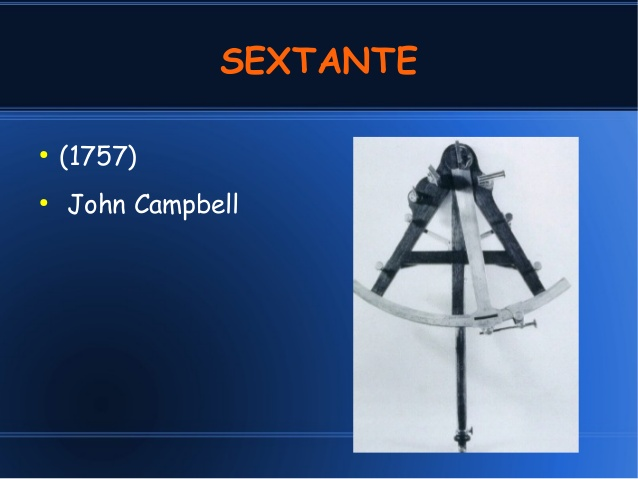 SEXTANTE
• (1757)
• John Campbell